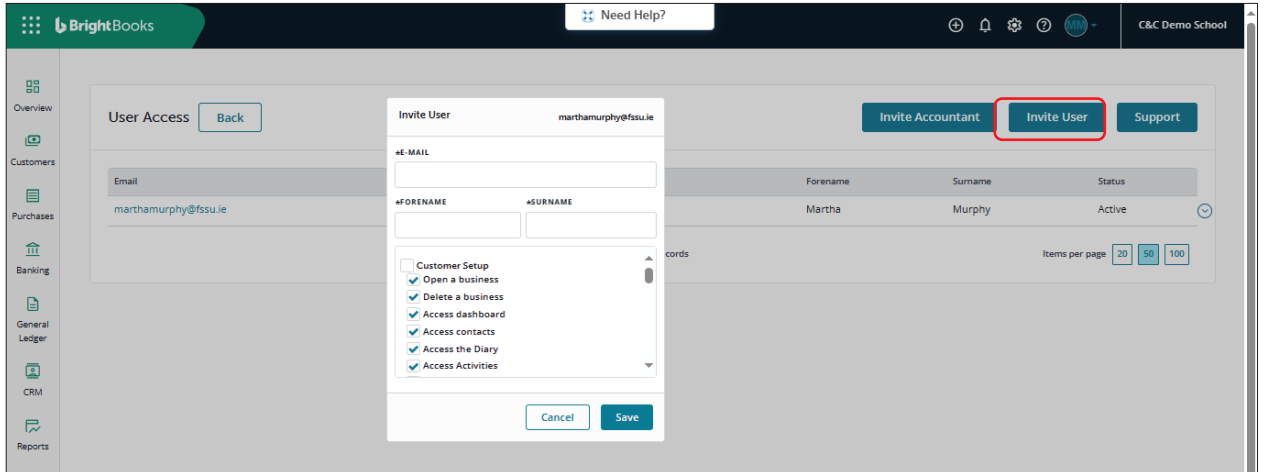 BrightBooks
Need Help?
MM
C&C Demo School
Overview
Customers
Purchases
Banking
General
Ledger
CRM
Reports
User Access
Back
Invite Accountant
Invite User
Support
Email
Forename
Surname
Status
marthamurphy@fssu.ie
Martha
Murphy
Active
cords
Items per page
20
50
100
Invite User
marthamurphy@fssu.ie
*E-MAIL
*FORENAME
*SURNAME
Customer Setup
Open a business
Delete a business
Access dashboard
Access contacts
Access the Diary
Access Activities
Cancel
Save